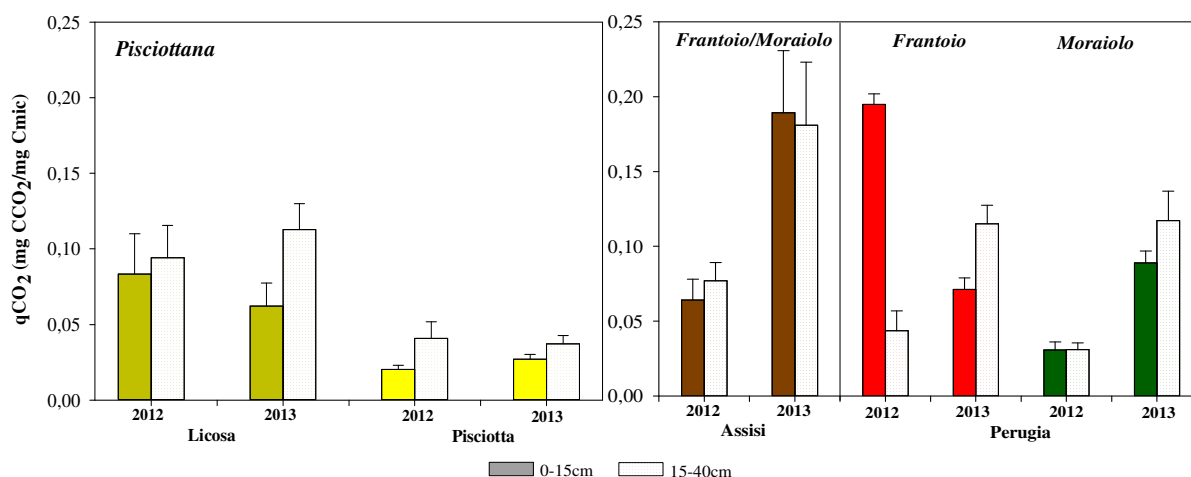 qCO2 (mg CCO2/mg Cmic)
0,25
0,20
0,15
0,10
0,05
0,00
Pisciottana
2012 2013 2012 2013
Licosa Pisciotta
0,25
0,20
0,15
0,10
0,05
0,00
Frantoio/Moraiolo Frantoio Moraiolo
2012 2013 2012 2013 2012 2013
Assisi Perugia
0-15cm 15-40cm